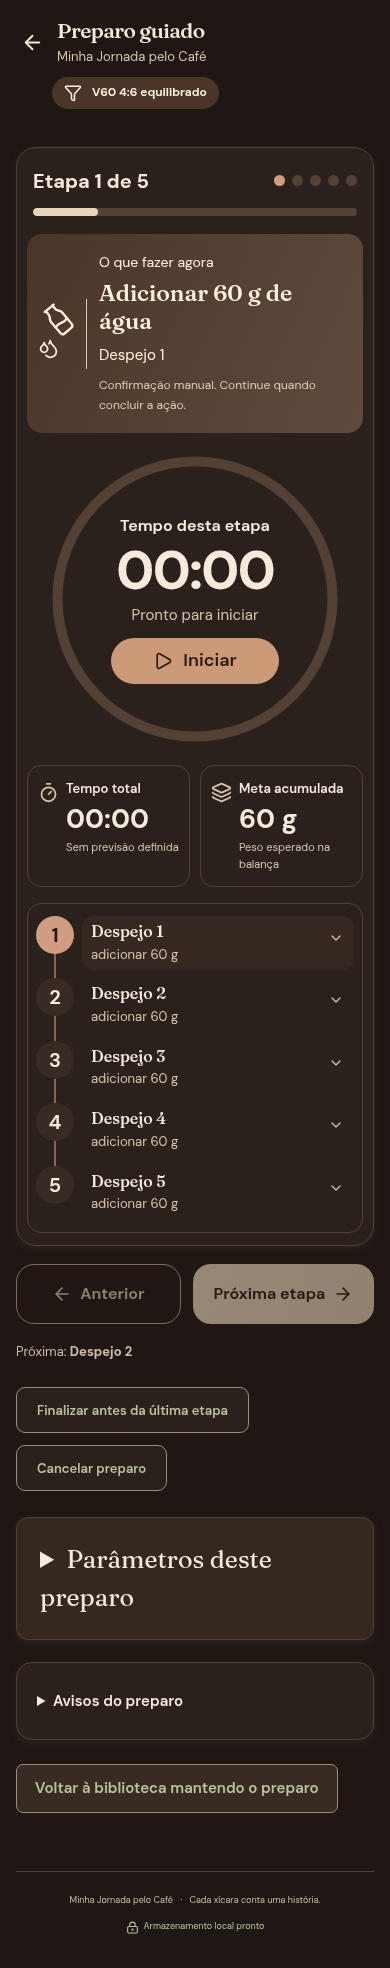 Preparo guiado
Minha Jornada pelo Café
V60 4:6 equilibrado
Etapa 1 de 5
O que fazer agora
Adicionar 60 g de
água
Despejo 1
Confirmação manual. Continue quando
concluir a ação.
Tempo desta etapa
00:00
Pronto para iniciar
Iniciar
Tempo total
00:00
Sem previsão definida
Meta acumulada
60 g
Peso esperado na
balança
1
Despejo 1
adicionar 60 g
2
Despejo 2
adicionar 60 g
3
Despejo 3
adicionar 60 g
4
Despejo 4
adicionar 60 g
5
Despejo 5
adicionar 60 g
Anterior
Próxima etapa
Próxima: Despejo 2
Finalizar antes da última etapa
Cancelar preparo
Parâmetros deste
preparo
Avisos do preparo
Voltar à biblioteca mantendo o preparo
Minha Jornada pelo Café · Cada xícara conta uma história.
Armazenamento local pronto